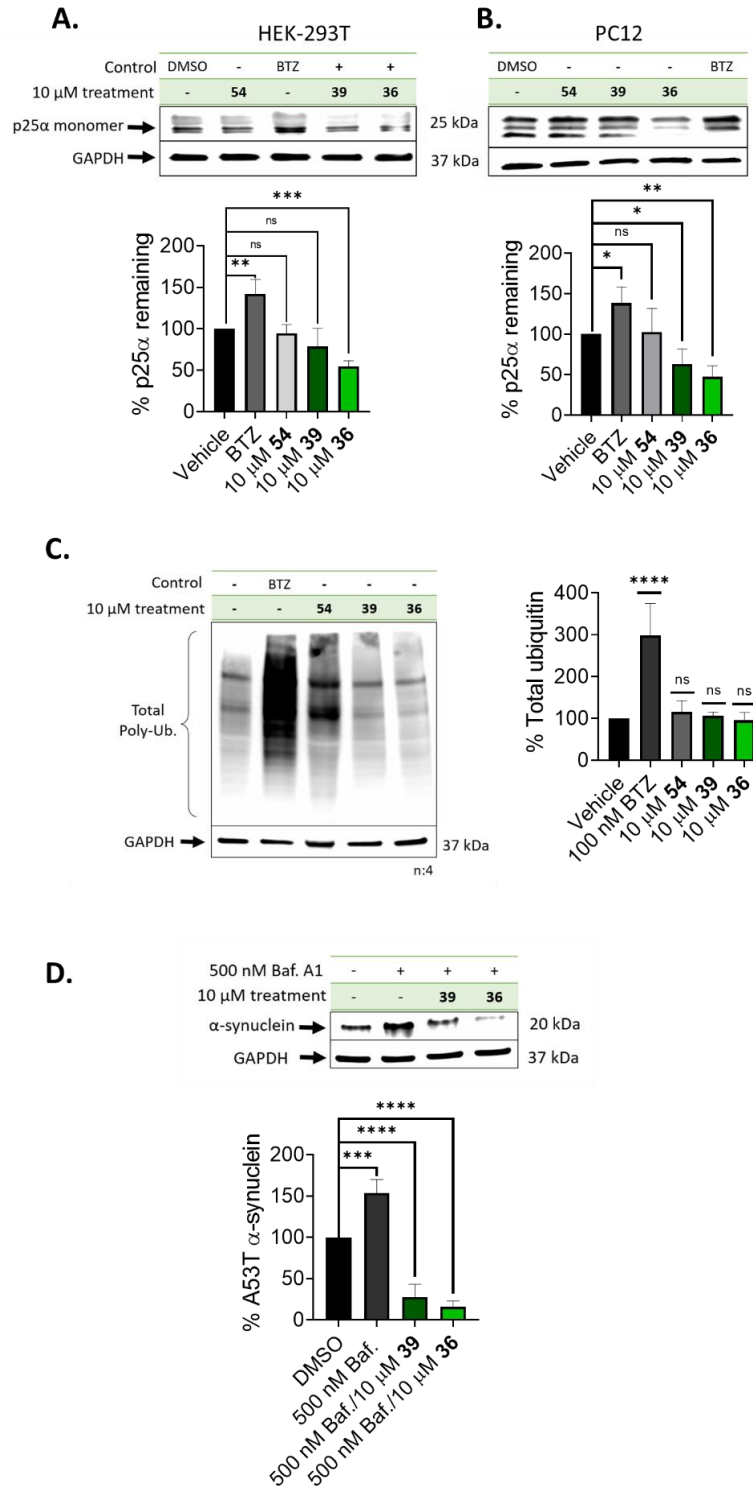 A.
HEK-293T
Control DMSO - BTZ + +
10 µM treatment - 54 - 39 36
p25α monomer 25 kDa
GAPDH 37 kDa
*** 
ns
ns
**
% p25α remaining
200
150
100
50
0
Vehicle
BTZ
10 µM 54
10 µM 39
10 µM 36
B.
PC12
DMSO - - - BTZ
- 54 39 36 -
**
*
ns
*
% p25α remaining
200
150
100
50
0
Vehicle
BTZ
10 µM 54
10 µM 39
10 µM 36
C.
Control - BTZ - - -
10 µM treatment - - 54 39 36
Total
Poly-Ub.
GAPDH 37 kDa
n:4
****
ns ns ns
% Total ubiquitin
400
300
200
100
0
Vehicle
100 nM BTZ
10 µM 54
10 µM 39
10 µM 36
D.
500 nM Baf. A1 - + + +
10 µM treatment - - 39 36
α-synuclein 20 kDa
GAPDH 37 kDa
****
****
***
% A53T α-synuclein
200
150
100
50
0
DMSO
500 nM Baf.
500 nM Baf./10 µM 39
500 nM Baf./10 µM 36